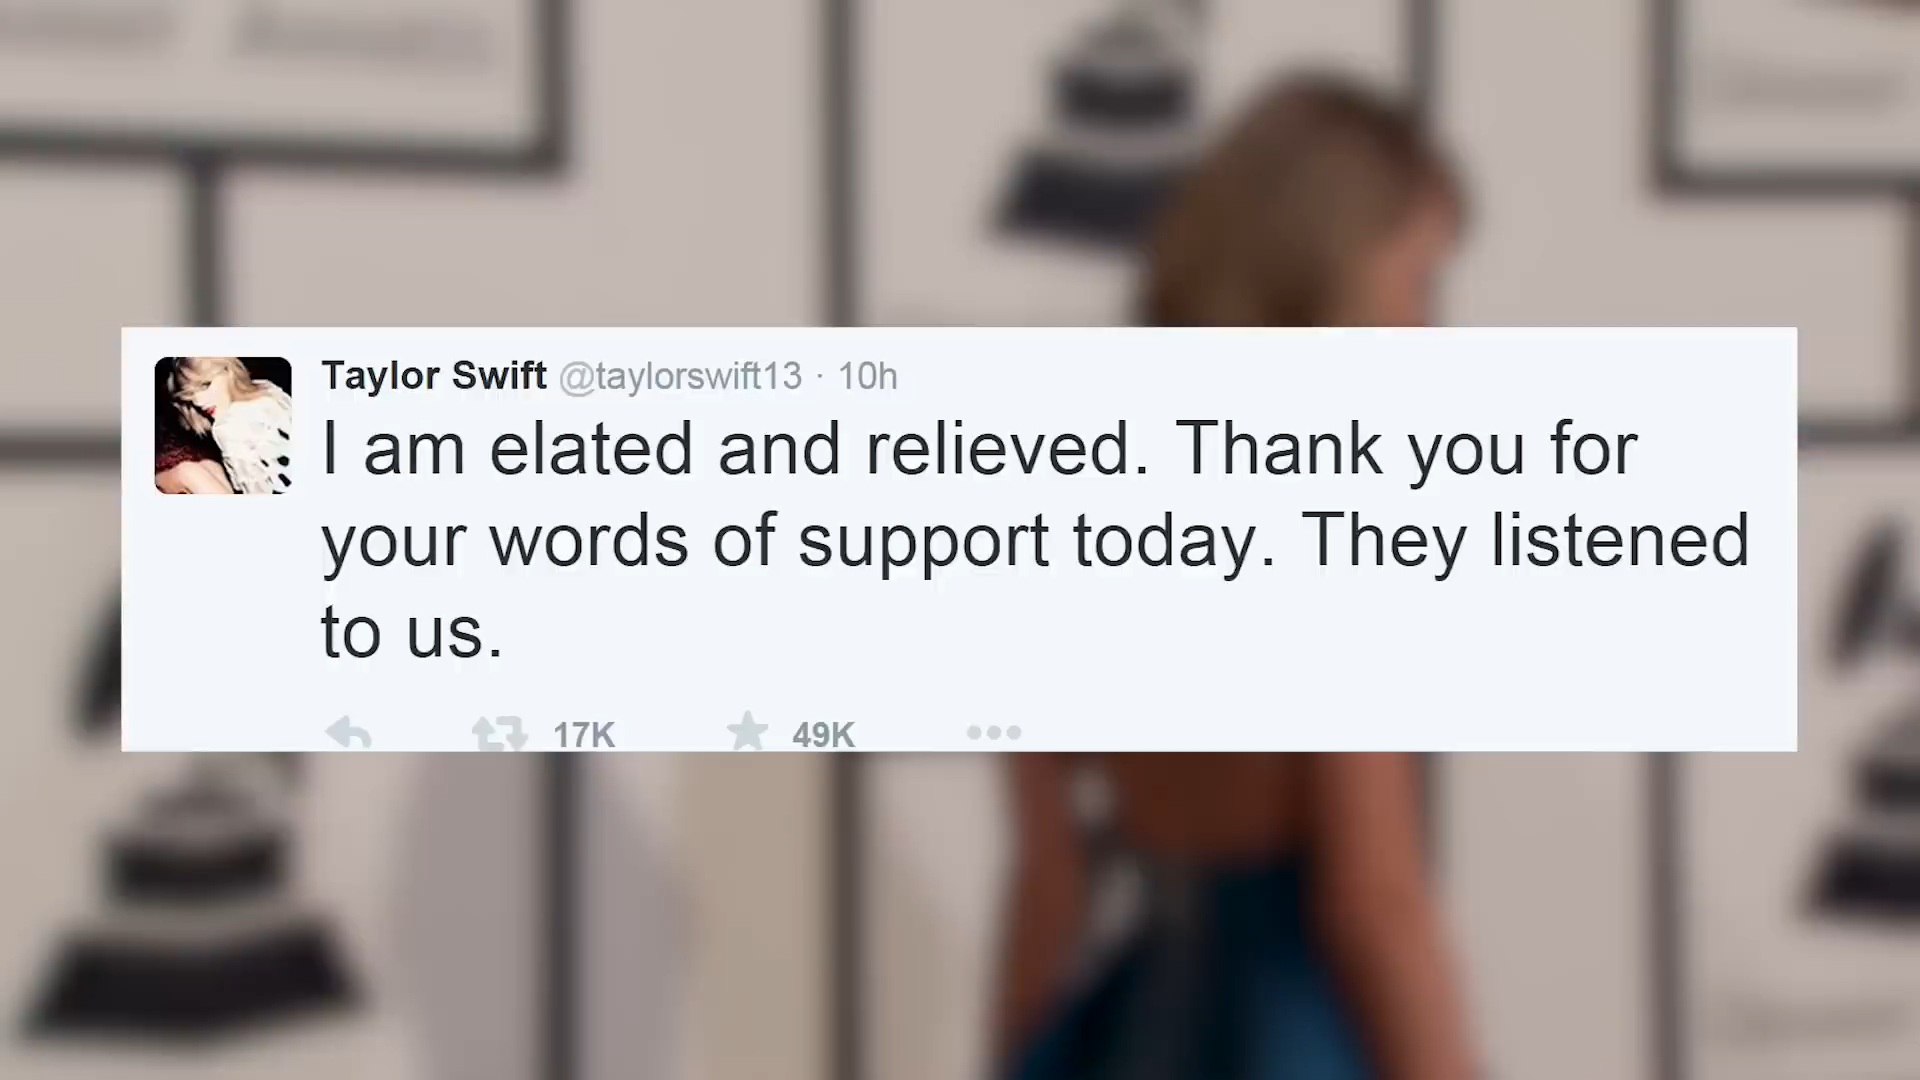 Taylor Swift @taylorswift13 · 10h
I am elated and relieved. Thank you for
your words of support today. They listened
to us.
17K 49K